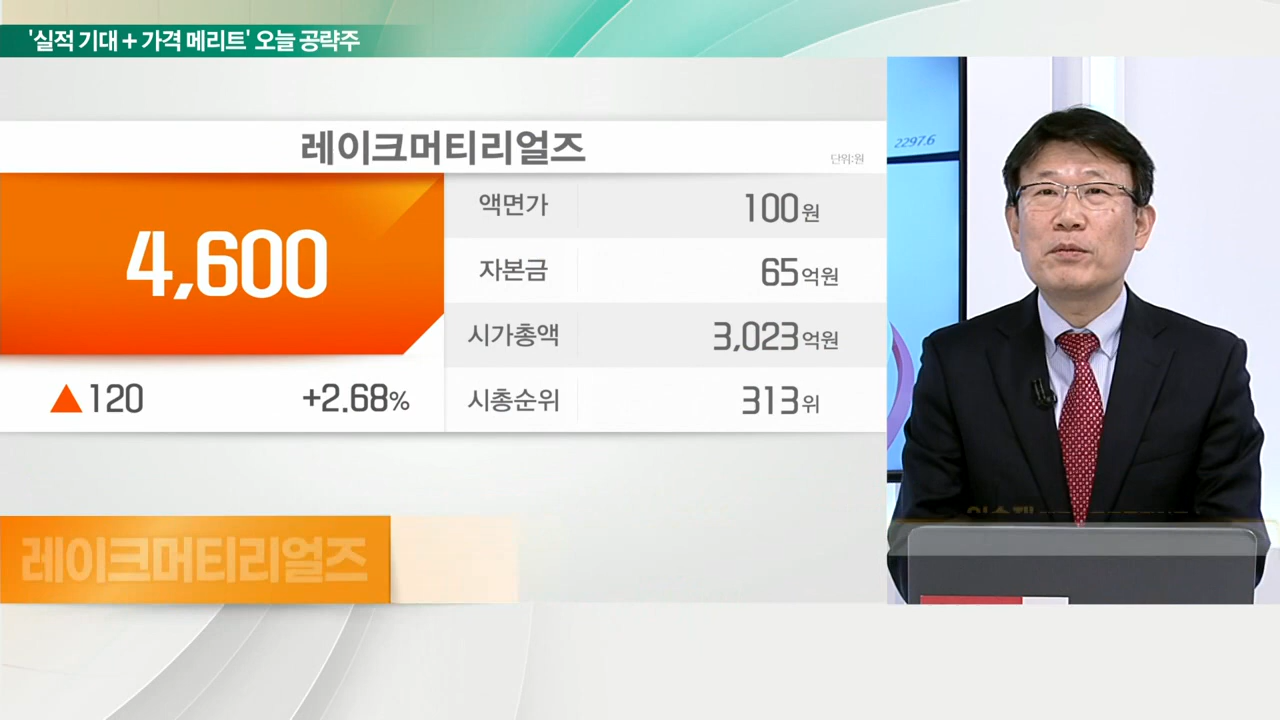 '실적 기대 + 가격 메리트' 오늘 공략주
레이크머티리얼즈
단위:원
4,600
▲120 +2.68%
액면가 100원
자본금 65억원
시가총액 3,023억원
시총순위 313위
2297.6
레이크머티리얼즈